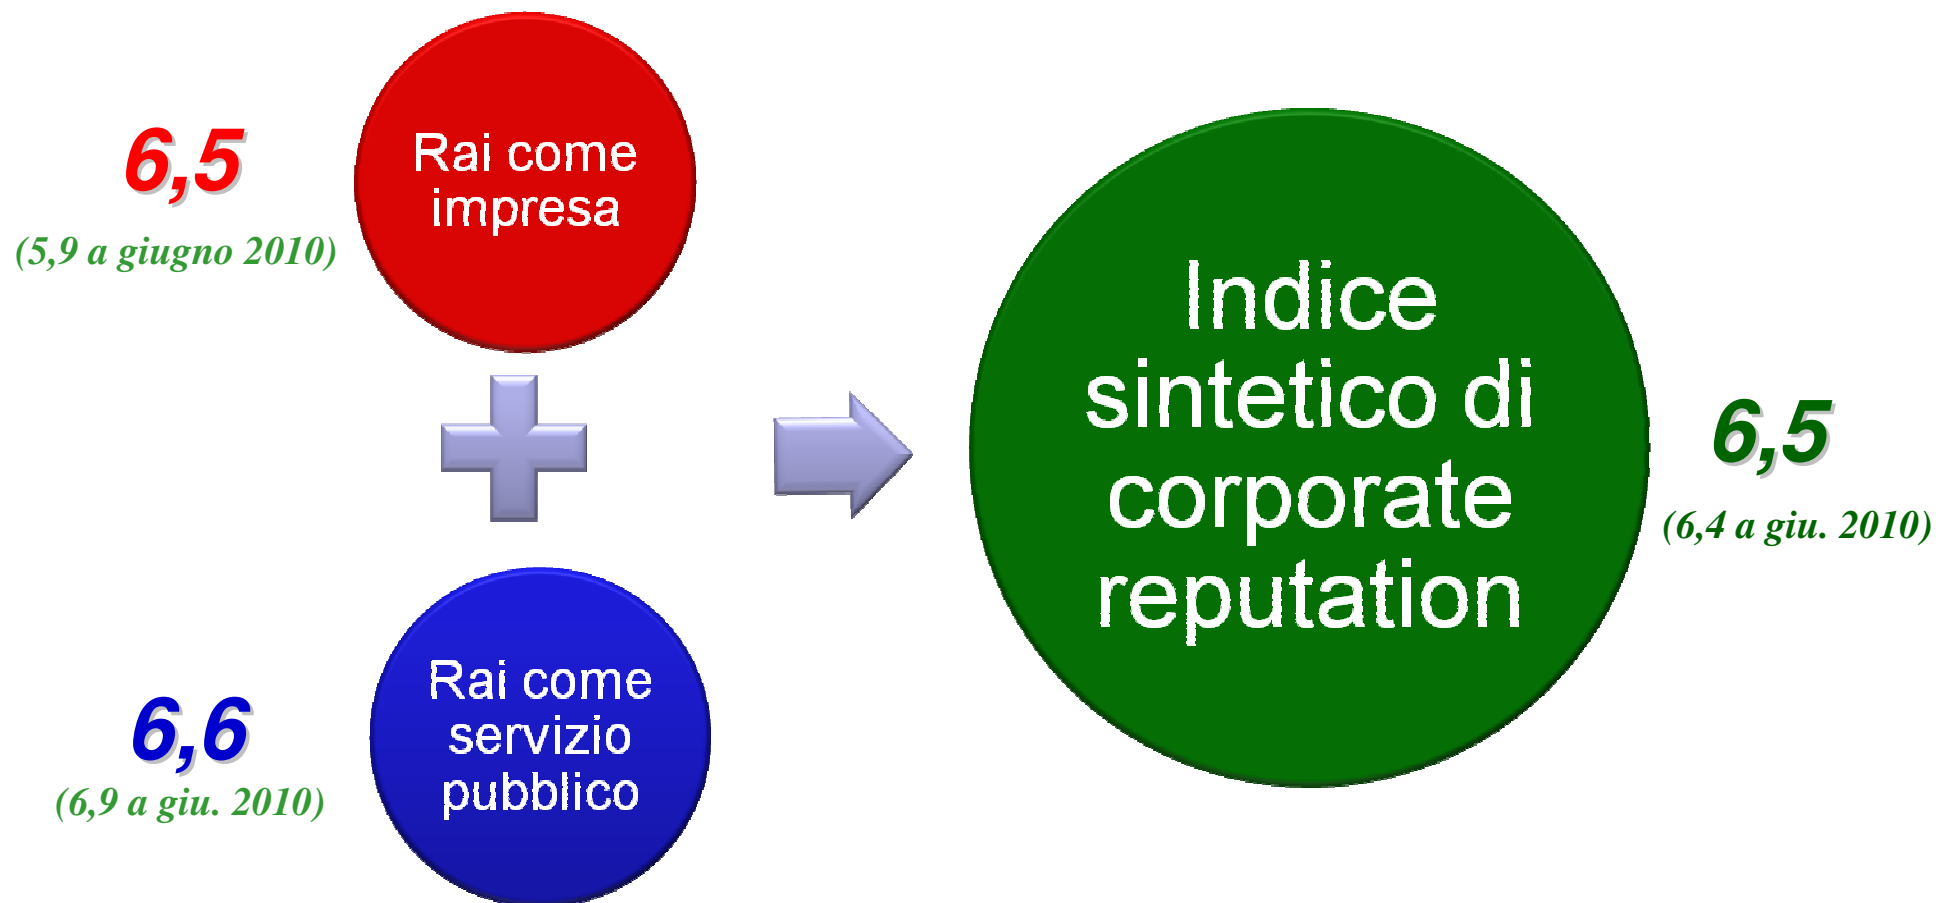 6,5
(5,9 a giugno 2010)
Rai come
impresa
6,6
(6,9 a giu. 2010)
Rai come
servizio
pubblico
Indice
sintetico di
corporate
reputation
6,5
(6,4 a giu. 2010)